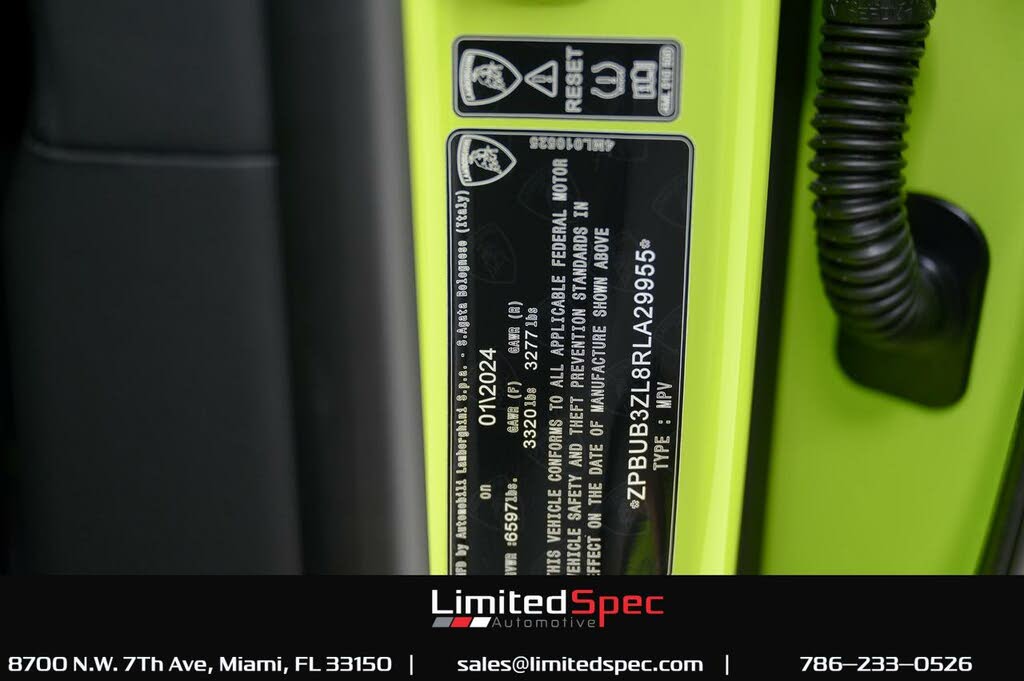 LAMBORGHINI
RESET
LAMBORGHINI
4ML010525
MFD by Automobili Lamborghini S.p.a. - S.Agata Bolognese (Italy)
on 01\2024
GVWR :6597lbs. GAWR (F) GAWR (R)
3320lbs 3277lbs
THIS VEHICLE CONFORMS TO ALL APPLICABLE FEDERAL MOTOR
VEHICLE SAFETY AND THEFT PREVENTION STANDARDS IN
EFFECT ON THE DATE OF MANUFACTURE SHOWN ABOVE
*ZPBUB3ZL8RLA29955*
TYPE : MPV
LimitedSpec
Automotive
8700 N.W. 7Th Ave, Miami, FL 33150 | sales@limitedspec.com | 786-233-0526